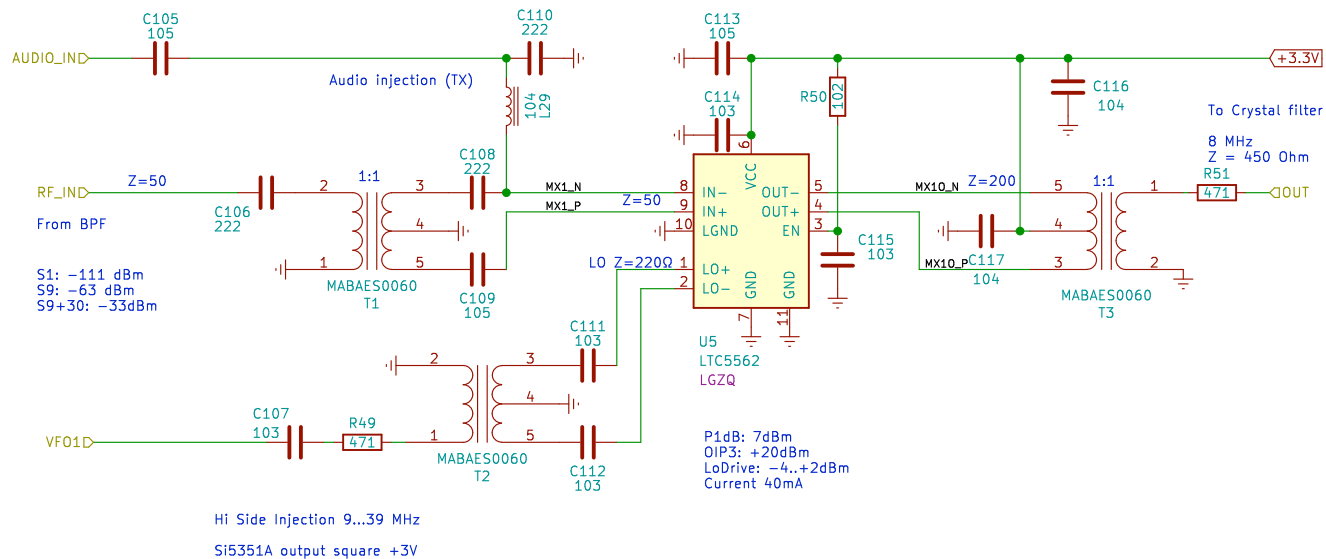 C105
105
AUDIO_IN
C110
222
Audio injection (TX)
104
L29
C113
105
C114
103
R50
102
+3.3V
C116
104
To Crystal filter
8 MHz
Z = 450 Ohm
R51
471
OUT
RF_IN
Z=50
From BPF
C106
222
1:1
2
1
3
4
5
MABAES0060
T1
C108
222
C109
105
MX1_N
MX1_P
Z=50
LO Z=220Ω
8
9
10
1
2
6
VCC
IN-
IN+
LGND
LO+
LO-
OUT-
OUT+
EN
GND
GND
5
4
3
7
11
U5
LTC5562
LGZQ
C115
103
MX10_N
Z=200
MX10_P
C117
104
5
4
3
1:1
1
2
MABAES0060
T3
S1: -111 dBm
S9: -63 dBm
S9+30: -33dBm
C111
103
2
1
3
4
5
MABAES0060
T2
C112
103
VFO1
C107
103
R49
471
P1dB: 7dBm
OIP3: +20dBm
LoDrive: -4..+2dBm
Current 40mA
Hi Side Injection 9...39 MHz
Si5351A output square +3V